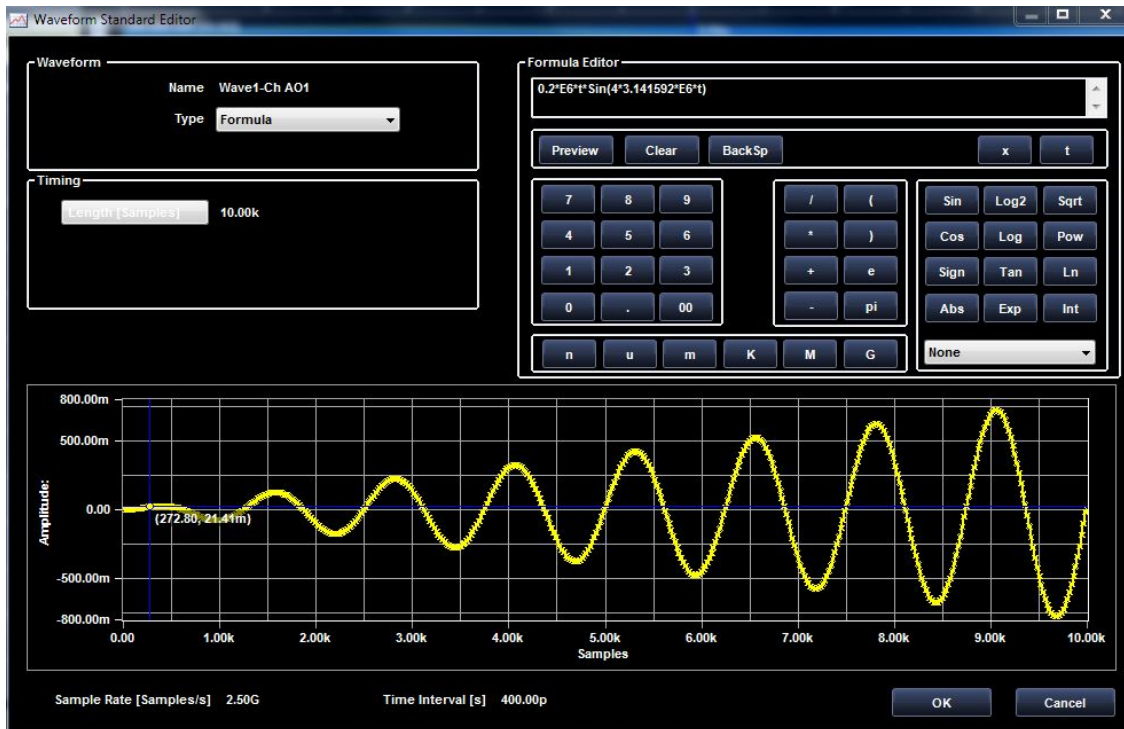 Waveform Standard Editor
Waveform
Name Wave1-Ch AO1
Type Formula
Timing
Length [Samples] 10.00k
Formula Editor
0.2*E6*t*Sin(4*3.141592*E6*t)
Preview Clear BackSp x t
7 8 9 / ( Sin Log2 Sqrt
4 5 6 * ) Cos Log Pow
1 2 3 + e Sign Tan Ln
0 . 00 - pi Abs Exp Int
n u m K M G None
800.00m
500.00m
0.00
-500.00m
-800.00m
Amplitude:
(272.80, 21.41m)
0.00 1.00k 2.00k 3.00k 4.00k 5.00k 6.00k 7.00k 8.00k 9.00k 10.00k
Samples
Sample Rate [Samples/s] 2.50G Time Interval [s] 400.00p OK Cancel